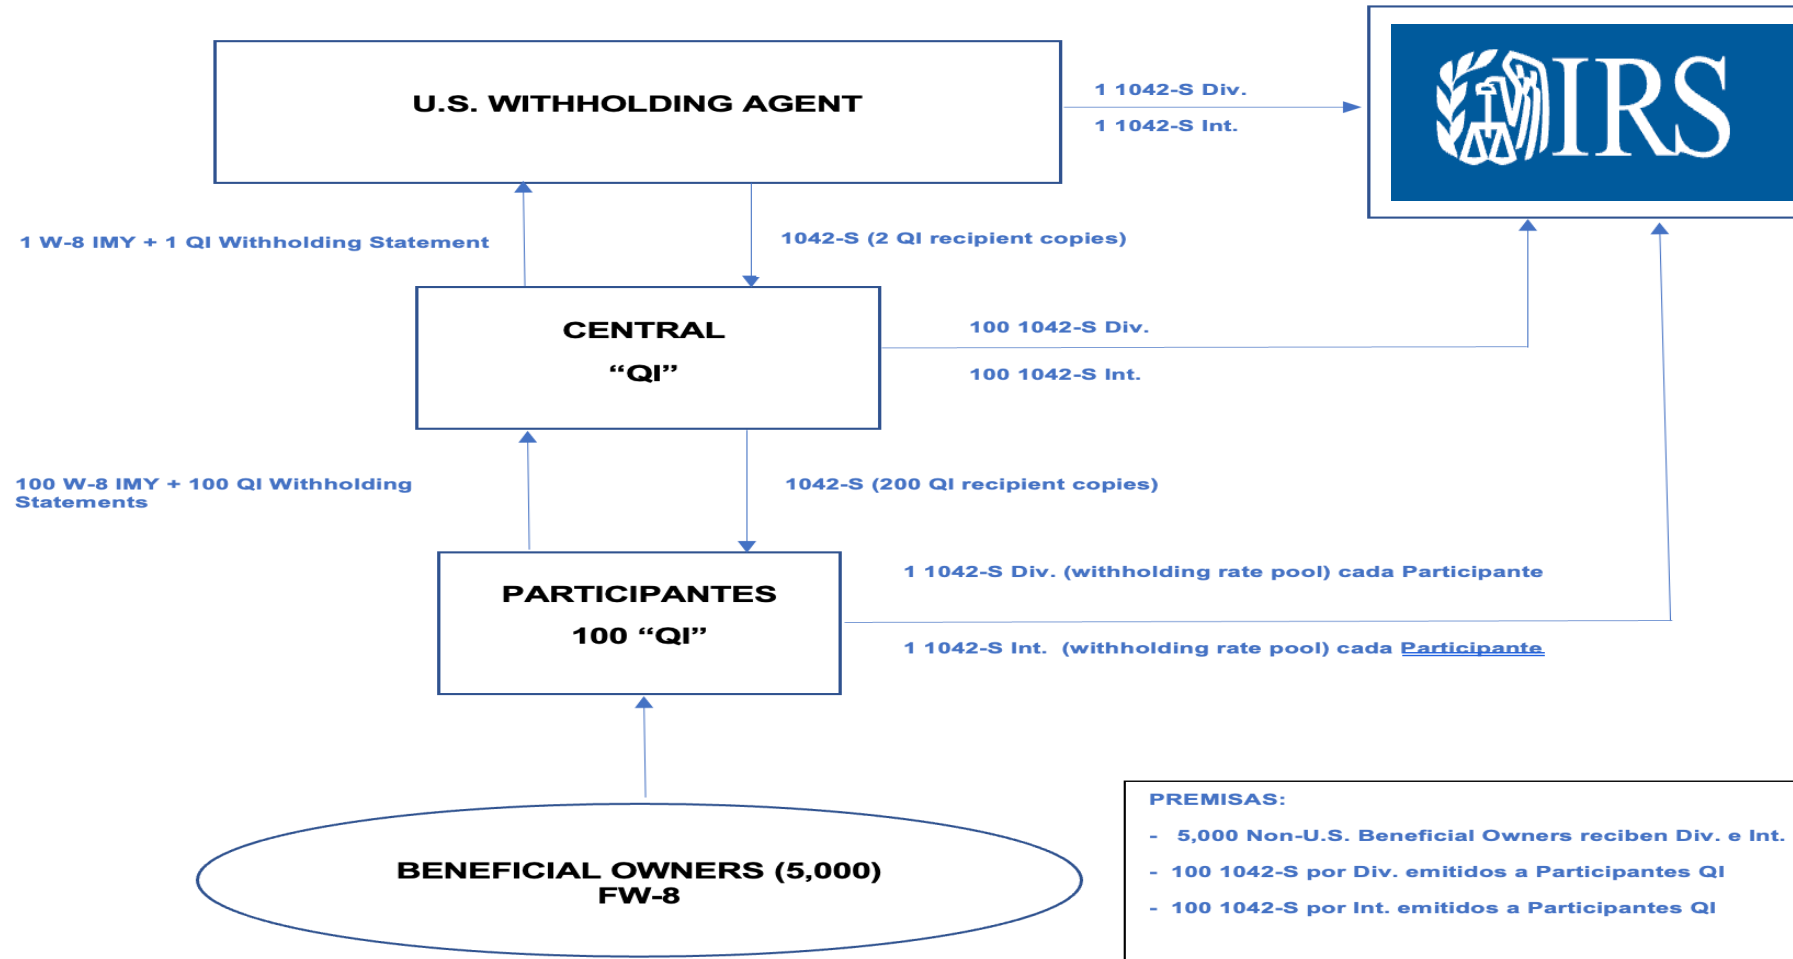 U.S. WITHHOLDING AGENT
1 1042-S Div.
1 1042-S Int.
IRS
1 W-8 IMY + 1 QI Withholding Statement
1042-S (2 QI recipient copies)
CENTRAL
“QI”
100 1042-S Div.
100 1042-S Int.
100 W-8 IMY + 100 QI Withholding
Statements
1042-S (200 QI recipient copies)
PARTICIPANTES
100 “QI”
1 1042-S Div. (withholding rate pool) cada Participante
1 1042-S Int. (withholding rate pool) cada Participante
BENEFICIAL OWNERS (5,000)
FW-8
PREMISAS:
- 5,000 Non-U.S. Beneficial Owners reciben Div. e Int.
- 100 1042-S por Div. emitidos a Participantes QI
- 100 1042-S por Int. emitidos a Participantes QI